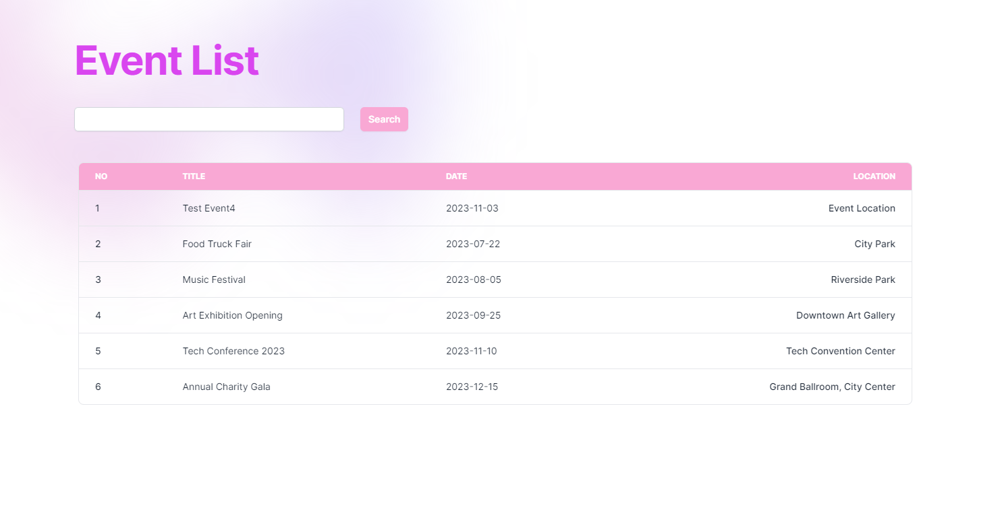 Event List
Search
NO TITLE DATE LOCATION
1 Test Event4 2023-11-03 Event Location
2 Food Truck Fair 2023-07-22 City Park
3 Music Festival 2023-08-05 Riverside Park
4 Art Exhibition Opening 2023-09-25 Downtown Art Gallery
5 Tech Conference 2023 2023-11-10 Tech Convention Center
6 Annual Charity Gala 2023-12-15 Grand Ballroom, City Center